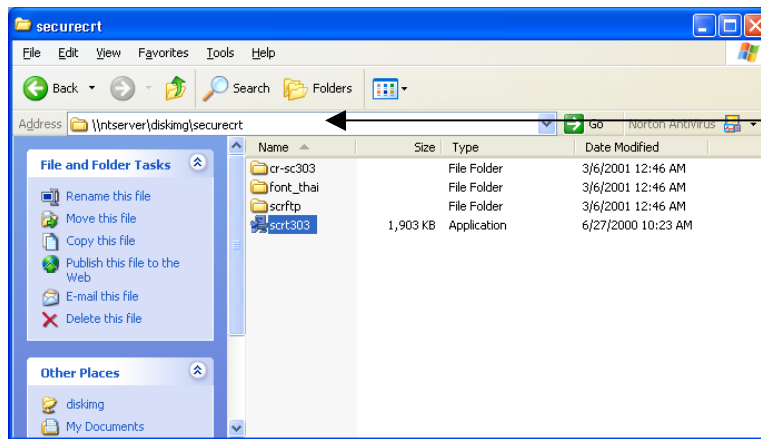 securecrt
File Edit View Favorites Tools Help
Back Search Folders
Address \\ntserver\diskimg\securecrt Go Norton AntiVirus
Name Size Type Date Modified
File and Folder Tasks
Rename this file
Move this file
Copy this file
Publish this file to the
Web
E-mail this file
Delete this file
Other Places
diskimg
My Documents
cr-sc303 File Folder 3/6/2001 12:46 AM
font_thai File Folder 3/6/2001 12:46 AM
scrftp File Folder 3/6/2001 12:46 AM
scrt303 1,903 KB Application 6/27/2000 10:23 AM